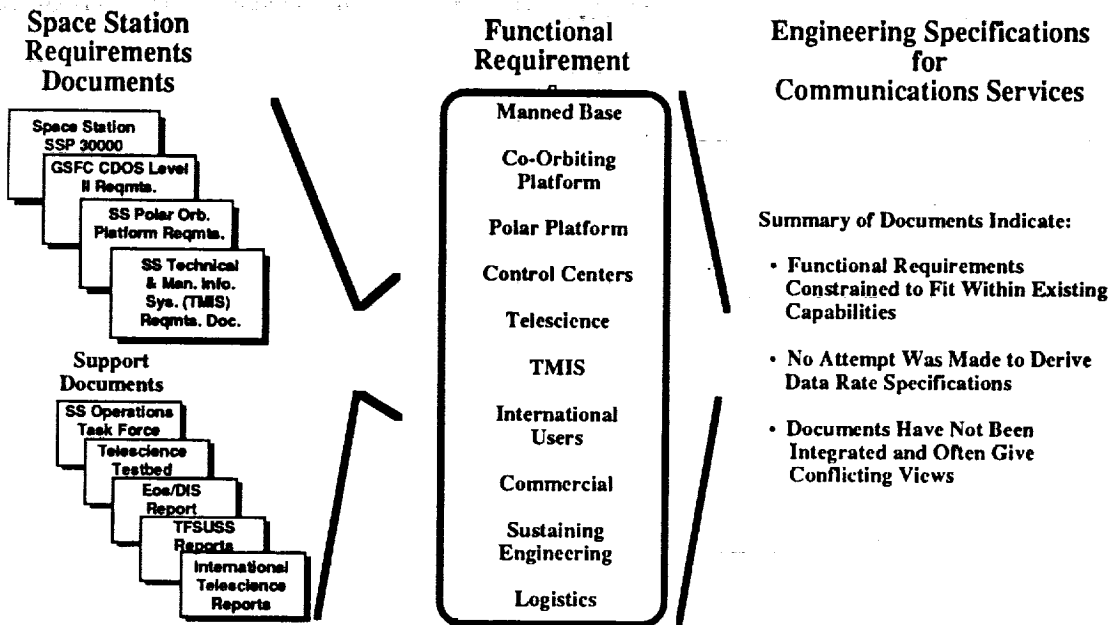 Space Station
Requirements
Documents
Space Station
SSP 30000
GSFC CDOS Level
II Reqmts.
SS Polar Orb.
Platform Reqmts.
SS Technical
& Man. Info.
Sys. (TMIS)
Reqmts. Doc.
Support
Documents
SS Operations
Task Force
Telescience
Testbed
Eos/DIS
Report
TFSUSS
Reports
International
Telescience
Reports
Functional
Requirement
Manned Base
Co-Orbiting
Platform
Polar Platform
Control Centers
Telescience
TMIS
International
Users
Commercial
Sustaining
Engineering
Logistics
Engineering Specifications
for
Communications Services
Summary of Documents Indicate:
• Functional Requirements
Constrained to Fit Within Existing
Capabilities
• No Attempt Was Made to Derive
Data Rate Specifications
• Documents Have Not Been
Integrated and Often Give
Conflicting Views